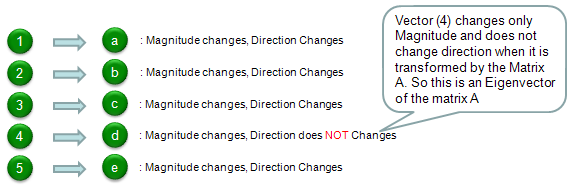 1 a : Magnitude changes, Direction Changes
2 b : Magnitude changes, Direction Changes
3 c : Magnitude changes, Direction Changes
4 d : Magnitude changes, Direction does NOT Changes
5 e : Magnitude changes, Direction Changes
Vector (4) changes only
Magnitude and does not
change direction when it is
transformed by the Matrix
A. So this is an Eigenvector
of the matrix A